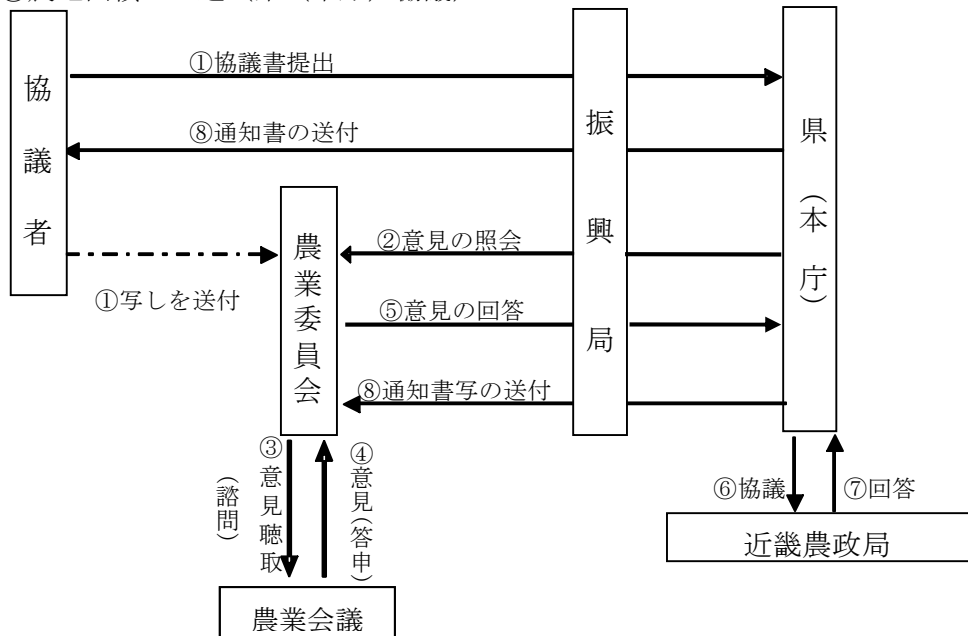 協議者
①協議書提出
⑧通知書の送付
①写しを送付
農業委員会
②意見の照会
⑤意見の回答
⑧通知書写の送付
振興局
県(本庁)
③意見聴取
(諮問)
④意見(答申)
農業会議
⑥協議
⑦回答
近畿農政局